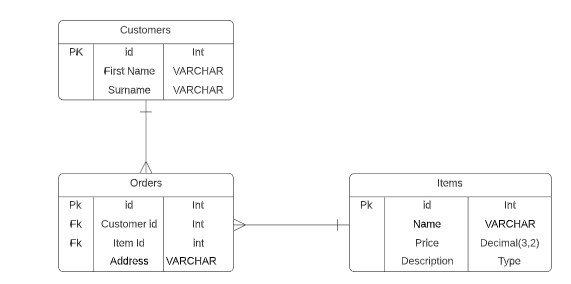 Customers
PK id Int
First Name VARCHAR
Surname VARCHAR
Orders
Pk id Int
Fk Customer id Int
Fk Item Id int
Address VARCHAR
Items
Pk id Int
Name VARCHAR
Price Decimal(3,2)
Description Type